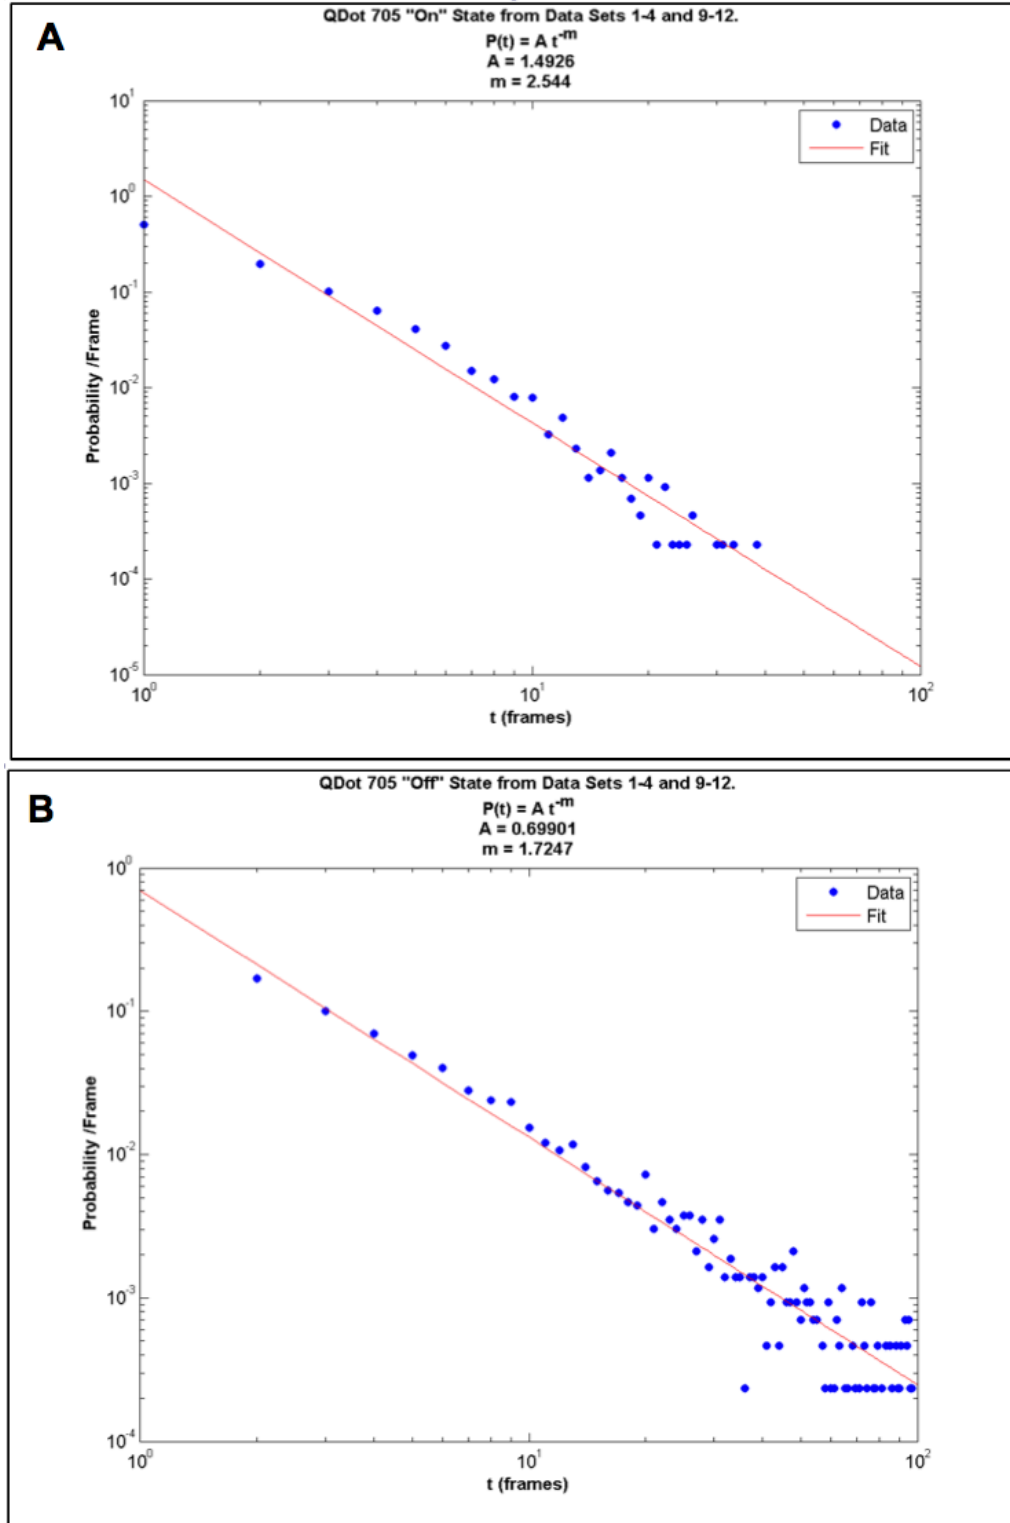 A
QDot 705 "On" State from Data Sets 1-4 and 9-12.
P(t) = A t^-m
A = 1.4926
m = 2.544
10^1
10^0
10^-1
10^-2
10^-3
10^-4
10^-5
Probability /Frame
Data
Fit
10^0
10^1
10^2
t (frames)
B
QDot 705 "Off" State from Data Sets 1-4 and 9-12.
P(t) = A t^-m
A = 0.69901
m = 1.7247
10^0
10^-1
10^-2
10^-3
10^-4
Probability /Frame
Data
Fit
10^0
10^1
10^2
t (frames)